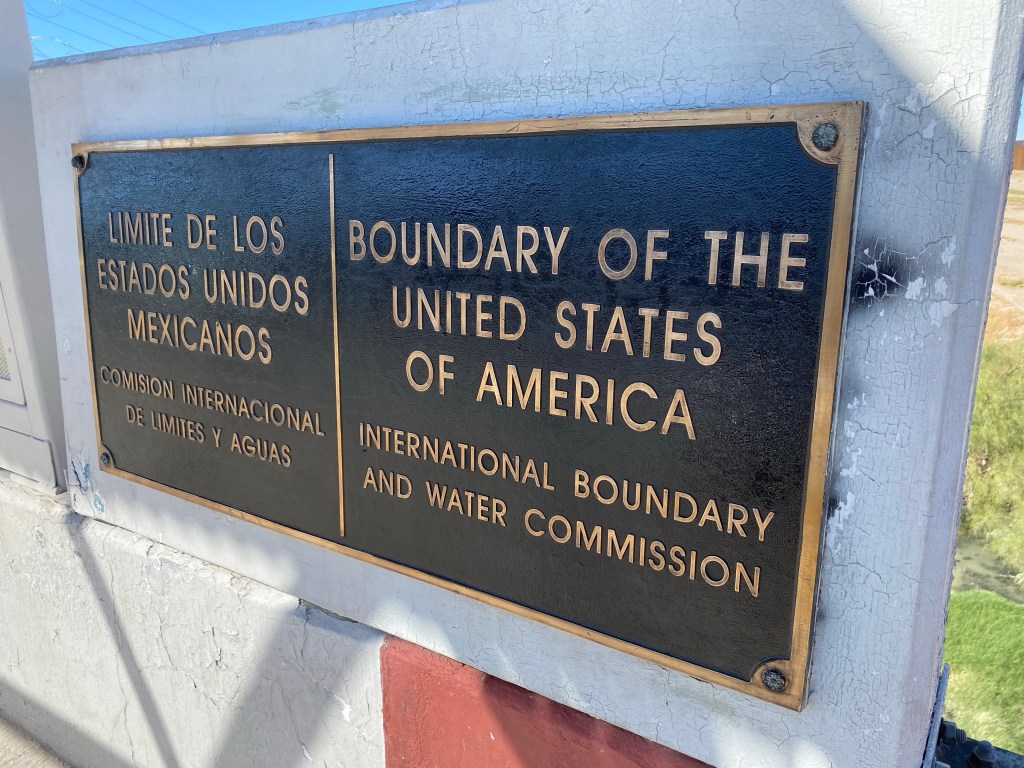 LIMITE DE LOS
ESTADOS UNIDOS
MEXICANOS
COMISION INTERNACIONAL
DE LIMITES Y AGUAS
BOUNDARY OF THE
UNITED STATES
OF AMERICA
INTERNATIONAL BOUNDARY
AND WATER COMMISSION